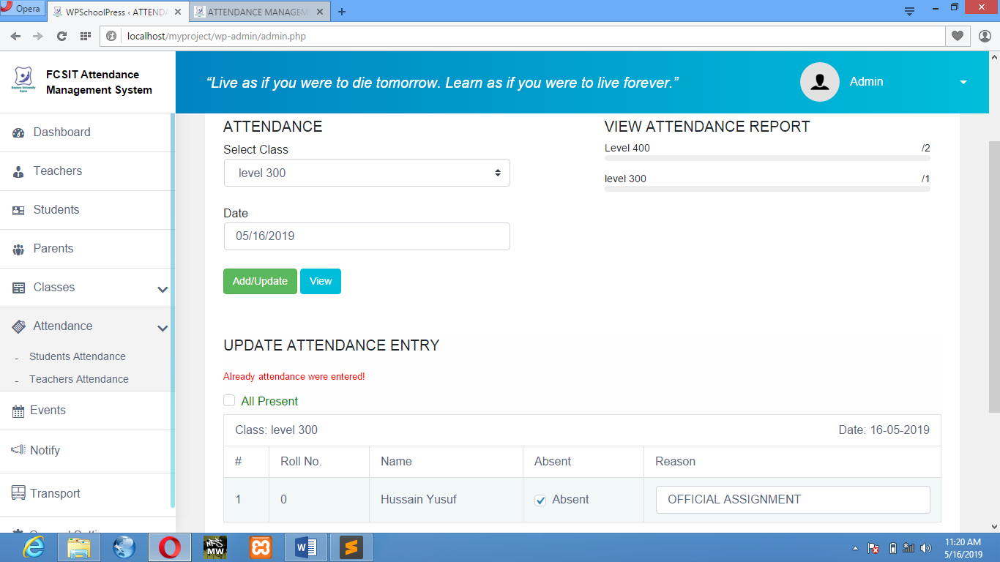 Opera
WPSchoolPress ‹ ATTENDA
ATTENDANCE MANAGEM
localhost/myproject/wp-admin/admin.php
FCSIT Attendance
Management System
“Live as if you were to die tomorrow. Learn as if you were to live forever.”
Admin
Dashboard
Teachers
Students
Parents
Classes
Attendance
- Students Attendance
- Teachers Attendance
Events
Notify
Transport
ATTENDANCE
Select Class
level 300
Date
05/16/2019
Add/Update View
VIEW ATTENDANCE REPORT
Level 400 /2
level 300 /1
UPDATE ATTENDANCE ENTRY
Already attendance were entered!
All Present
Class: level 300 Date: 16-05-2019
# Roll No. Name Absent Reason
1 0 Hussain Yusuf Absent OFFICIAL ASSIGNMENT
NFS
MW
11:20 AM
5/16/2019